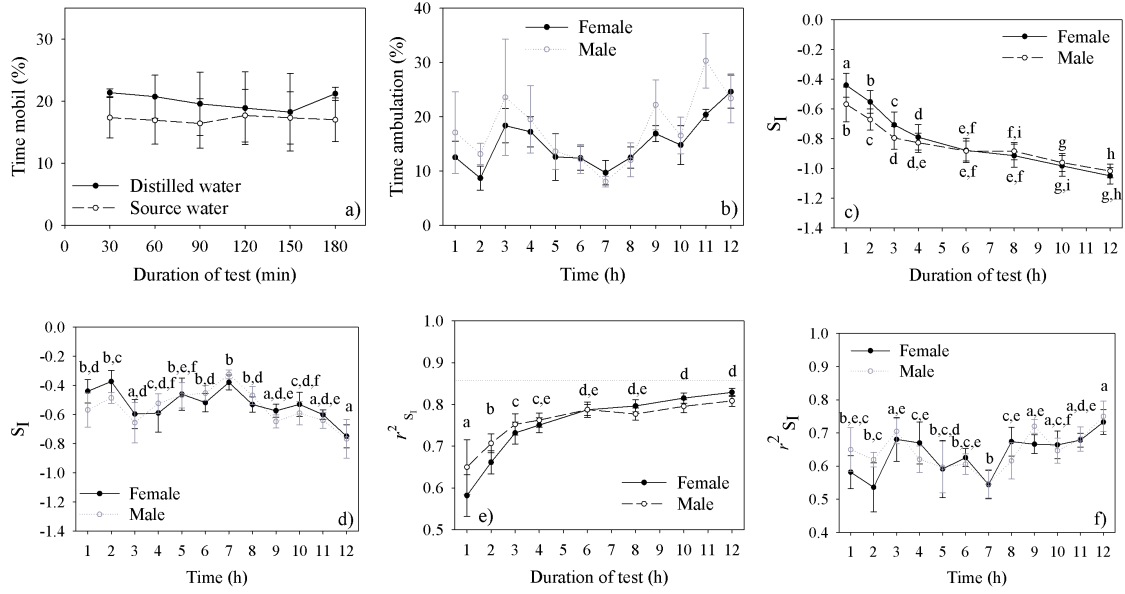 30
20
10
0
Time mobil (%)
Distilled water
Source water
a)
0 30 60 90 120 150 180
Duration of test (min)
40
30
20
10
0
Time ambulation (%)
Female
Male
b)
1 2 3 4 5 6 7 8 9 10 11 12
Time (h)
0.0
-0.4
-0.6
-0.8
-1.0
-1.2
-1.4
SI
Female
Male
a
b
c
d
e,f
f,i
g
h
b
c
d
d,e
e,f
e,f
g,i
g,h
c)
1 2 3 4 5 6 7 8 9 10 11 12
Duration of test (h)
0.0
-0.2
-0.4
-0.6
-0.8
-1.0
-1.2
-1.4
SI
b,d
b,c
a,d
c,d,f
b,e,f
b,d
b
b,d
a,d,e
c,d,f
a,d,e
a
Female
Male
d)
1 2 3 4 5 6 7 8 9 10 11 12
Time (h)
1.0
0.9
0.8
0.7
0.6
0.5
r2 SI
a
b
c
c,e
d,e
d,e
d
d
Female
Male
e)
1 2 3 4 5 6 7 8 9 10 11 12
Duration of test (h)
1.0
0.9
0.8
0.7
0.6
0.5
0.4
r2 SI
Female
Male
b,e,c
b,c
a,e
c,e
b,c,d
b,c,e
b
c,e
a,e
a,c,f
a,d,e
a
f)
1 2 3 4 5 6 7 8 9 10 11 12
Time (h)